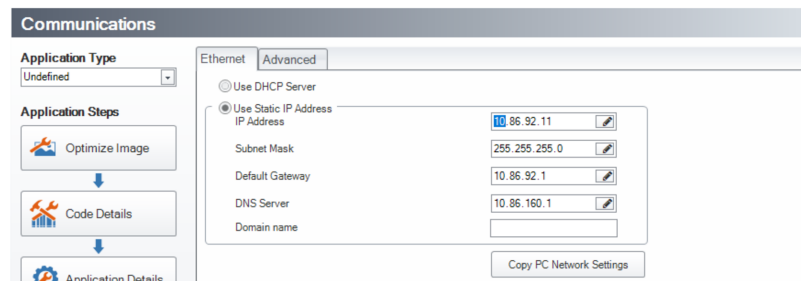 Communications
Application Type
Undefined
Application Steps
Optimize Image
Code Details
Application Details
Ethernet
Advanced
Use DHCP Server
Use Static IP Address
IP Address
10.86.92.11
Subnet Mask
255.255.255.0
Default Gateway
10.86.92.1
DNS Server
10.86.160.1
Domain name
Copy PC Network Settings